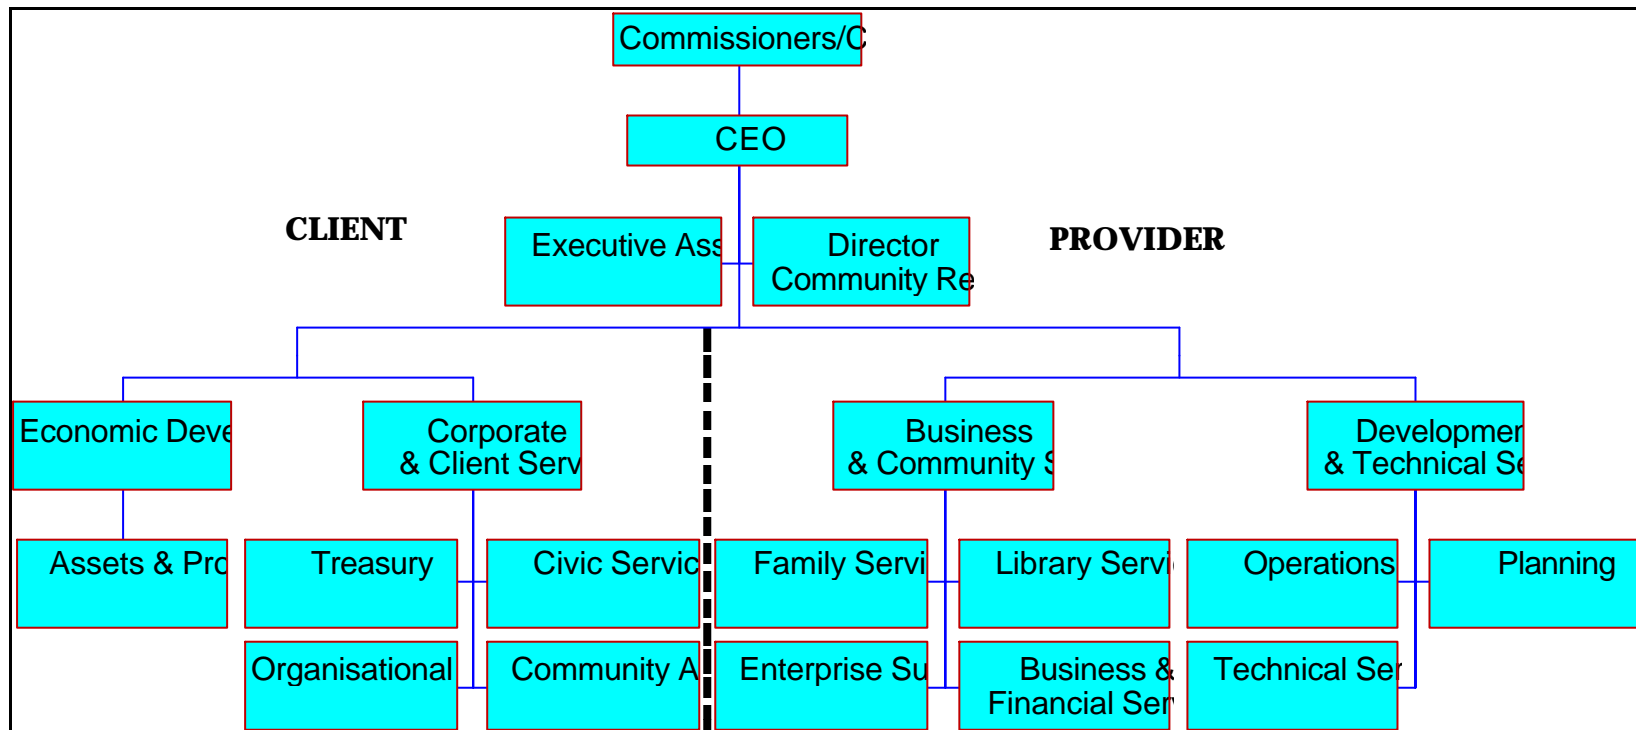 Commissioners/C
CEO
CLIENT
PROVIDER
Executive Ass
Director
Community Re
Economic Deve
Corporate
& Client Serv
Business
& Community S
Developmen
& Technical Se
Assets & Pro
Treasury
Civic Servic
Family Servi
Library Servi
Operations
Planning
Organisational
Community A
Enterprise Su
Business &
Financial Serv
Technical Ser